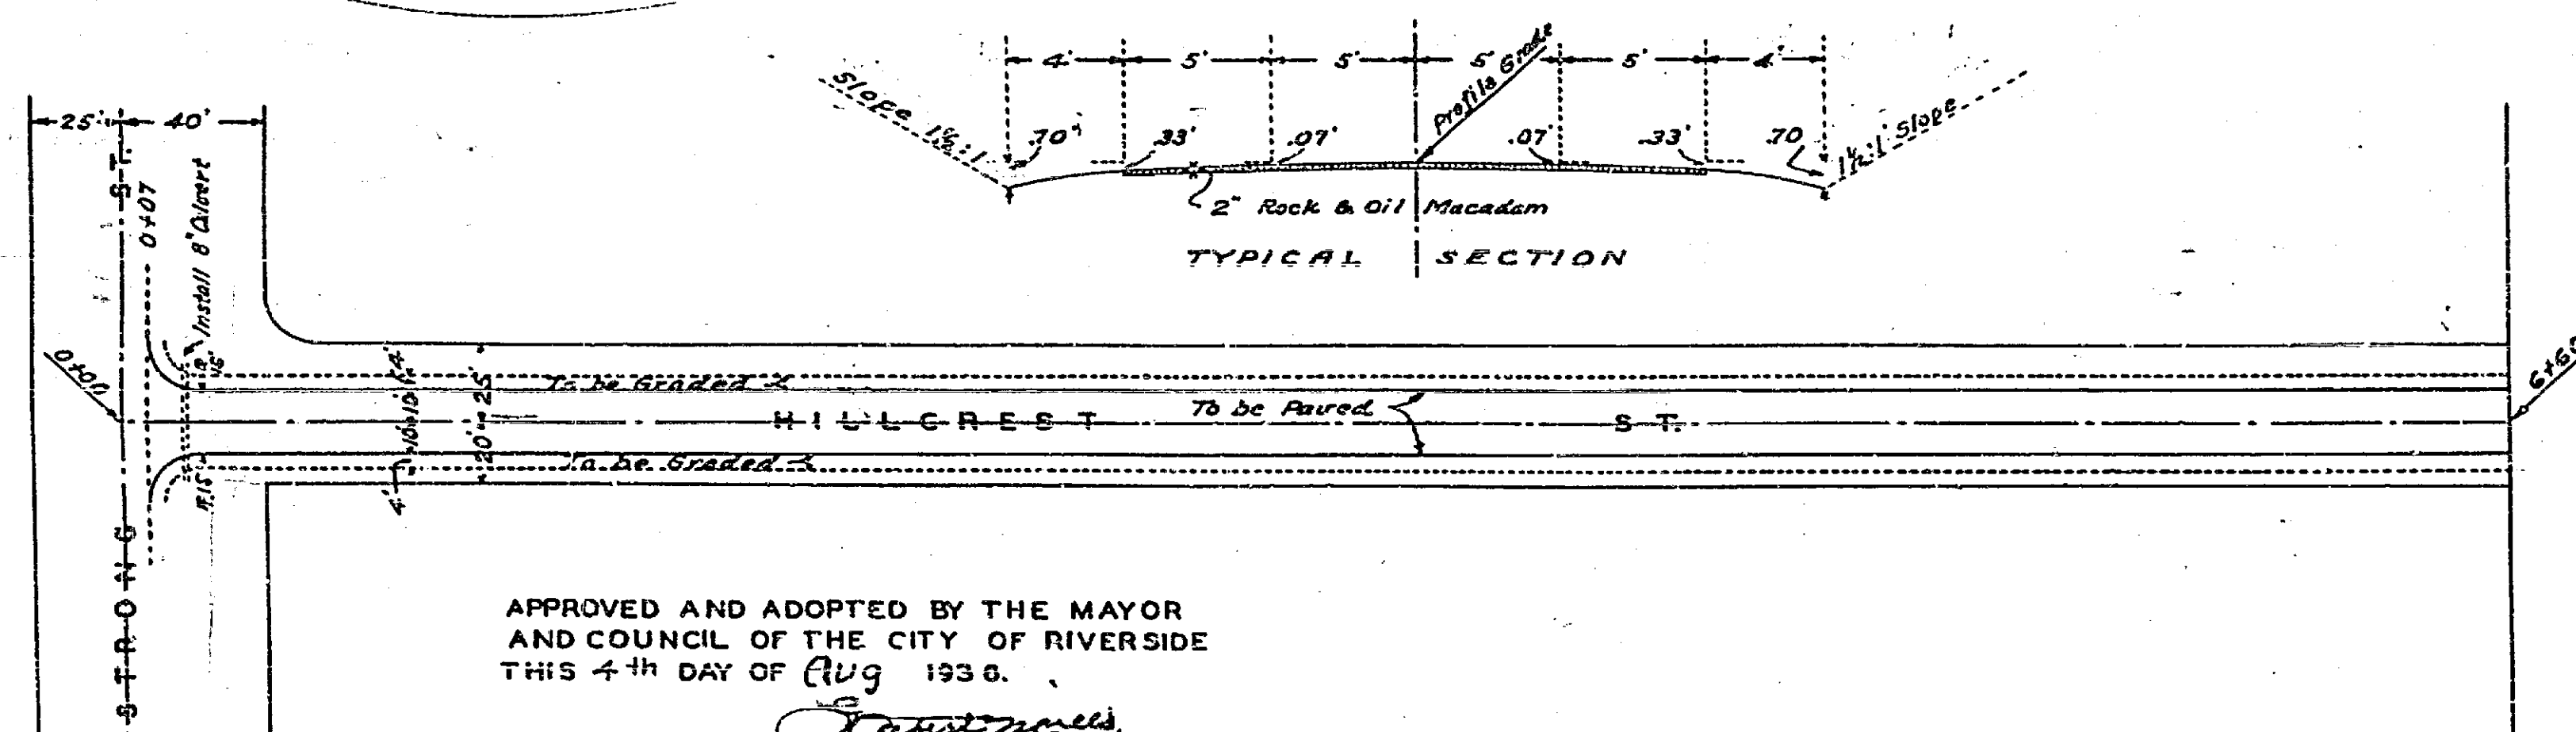 4' 5' 5' 5' 5' 4'
Profile Grade
Slope 1½:1
.70' .33' .07' .07' .33' .70
1½:1' Slope
2" Rock & Oil Macadam
TYPICAL SECTION
25' 40'
STRONG ST.
0+07
Install 8" Culvert
0+00
To be Graded
4'
10' 10'
25'
20'
4'
HILLCREST ST.
To be Paved
To be Graded
R.15'
APPROVED AND ADOPTED BY THE MAYOR
AND COUNCIL OF THE CITY OF RIVERSIDE
THIS 4th DAY OF Aug 1936.